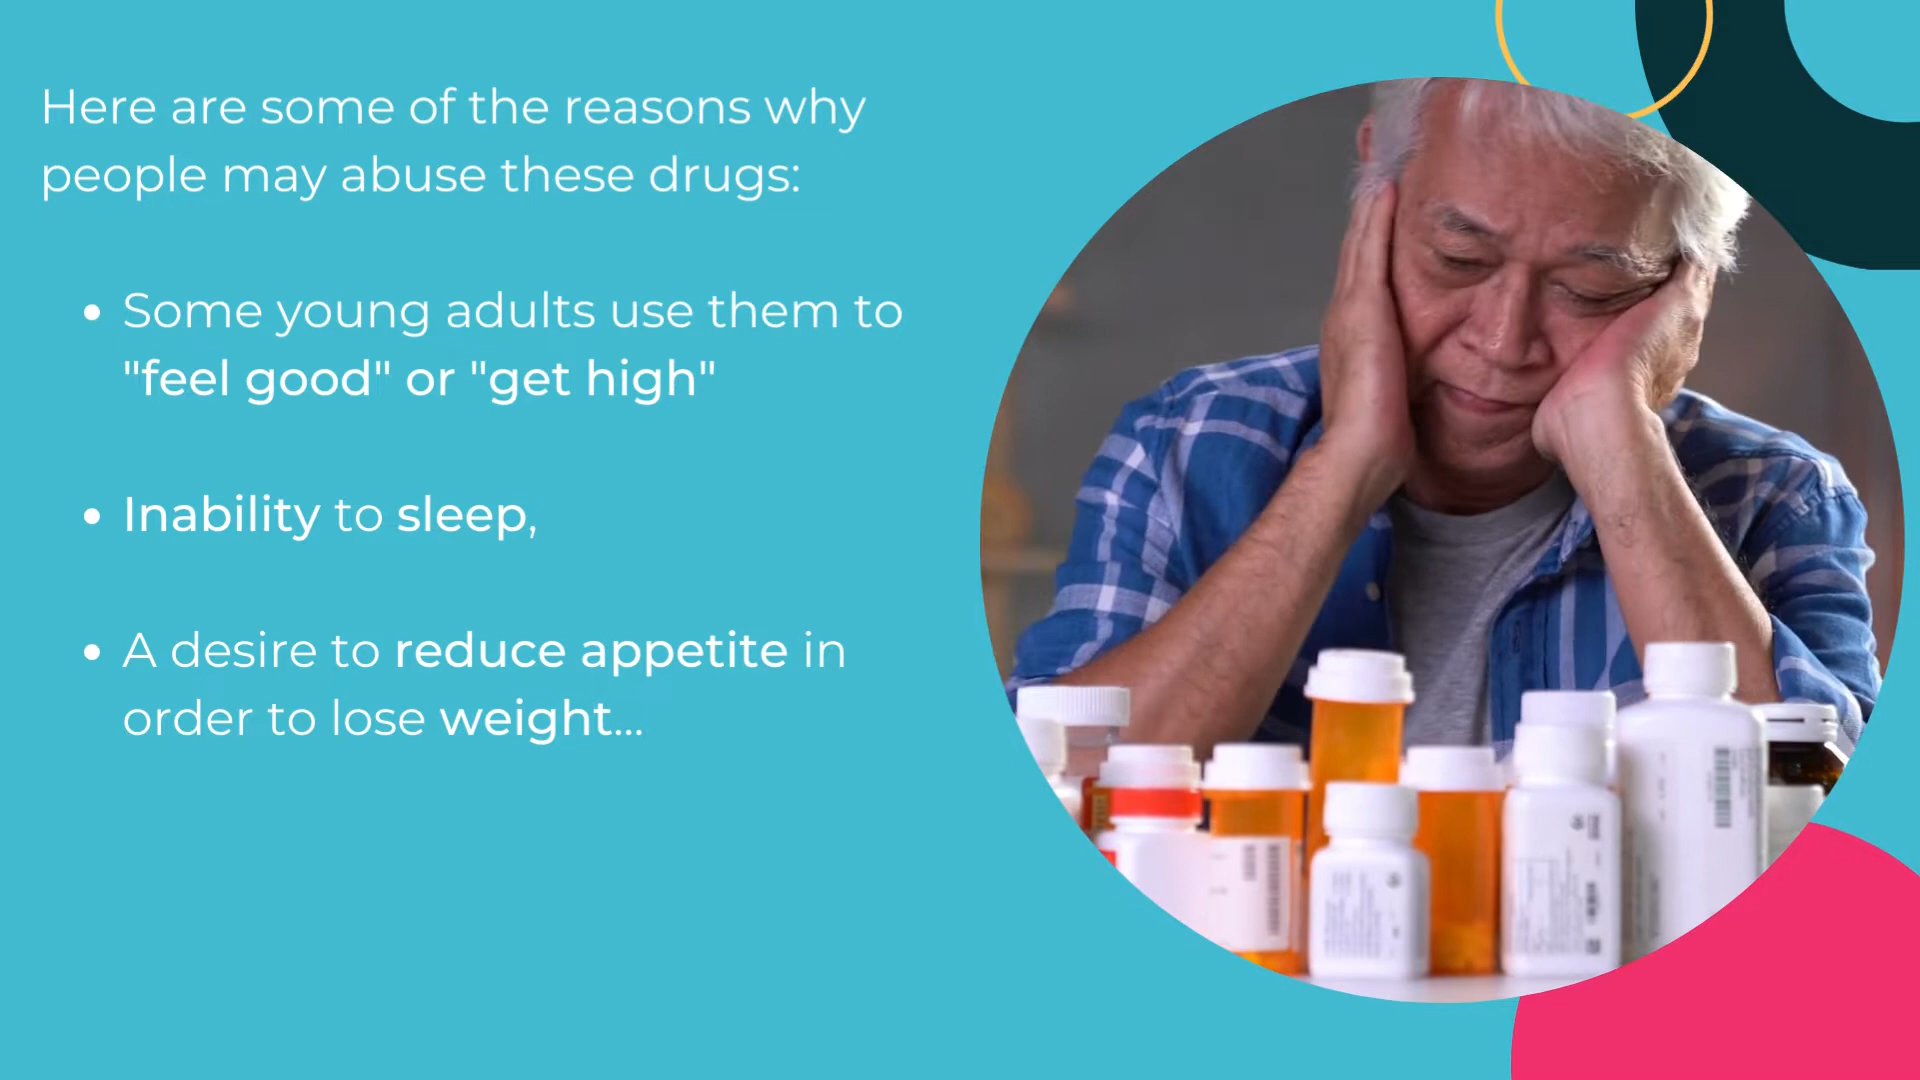 Here are some of the reasons why
people may abuse these drugs:
• Some young adults use them to
"feel good" or "get high"
• Inability to sleep,
• A desire to reduce appetite in
order to lose weight...